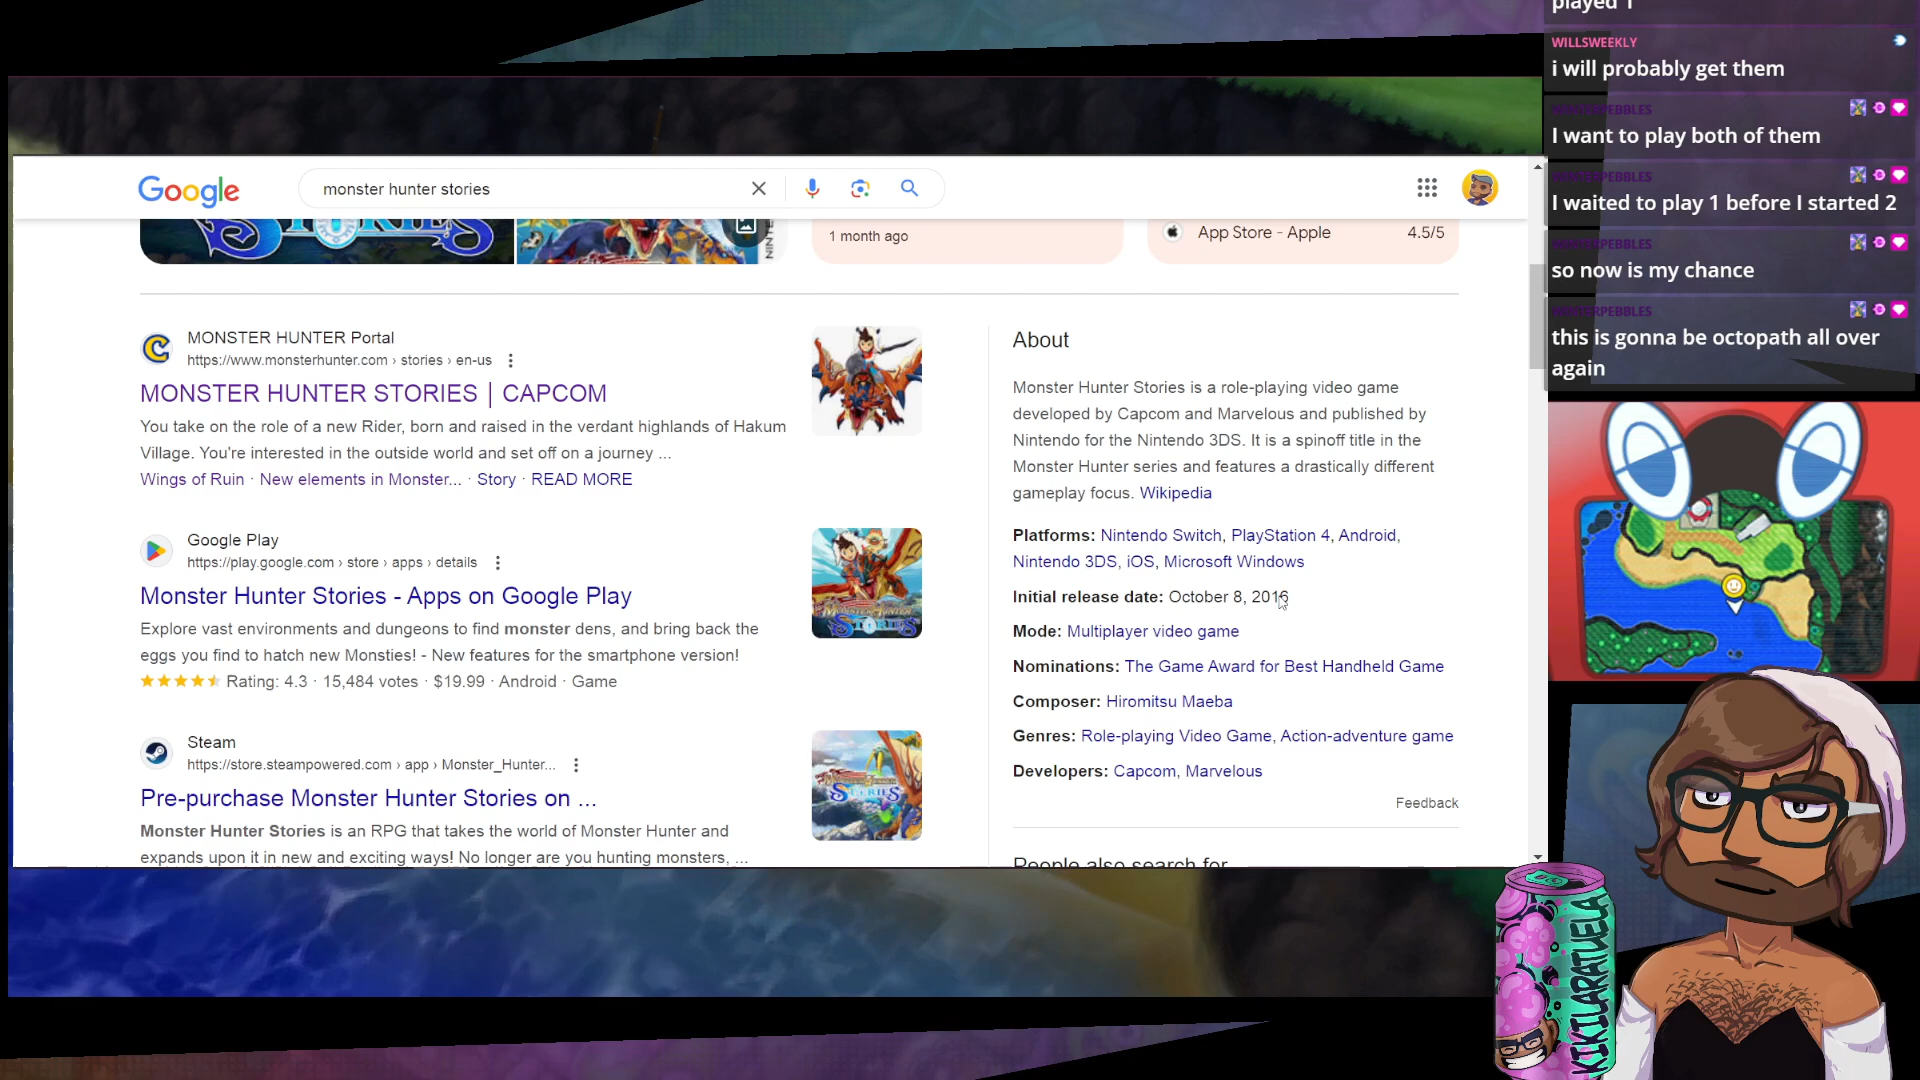 played 1
WILLSWEEKLY
i will probably get them
I want to play both of them
I waited to play 1 before I started 2
so now is my chance
this is gonna be octopath all over
again
Google
monster hunter stories
1 month ago
App Store - Apple
4.5/5
MONSTER HUNTER Portal
https://www.monsterhunter.com › stories › en-us
MONSTER HUNTER STORIES | CAPCOM
You take on the role of a new Rider, born and raised in the verdant highlands of Hakum
Village. You're interested in the outside world and set off on a journey ...
Wings of Ruin · New elements in Monster... · Story · READ MORE
Google Play
https://play.google.com › store › apps › details
Monster Hunter Stories - Apps on Google Play
Explore vast environments and dungeons to find monster dens, and bring back the
eggs you find to hatch new Monsties! - New features for the smartphone version!
Rating: 4.3 · 15,484 votes · $19.99 · Android · Game
Steam
https://store.steampowered.com › app › Monster_Hunter...
Pre-purchase Monster Hunter Stories on ...
Monster Hunter Stories is an RPG that takes the world of Monster Hunter and
expands upon it in new and exciting ways! No longer are you hunting monsters, ...
About
Monster Hunter Stories is a role-playing video game
developed by Capcom and Marvelous and published by
Nintendo for the Nintendo 3DS. It is a spinoff title in the
Monster Hunter series and features a drastically different
gameplay focus. Wikipedia
Platforms: Nintendo Switch, PlayStation 4, Android,
Nintendo 3DS, iOS, Microsoft Windows
Initial release date: October 8, 2016
Mode: Multiplayer video game
Nominations: The Game Award for Best Handheld Game
Composer: Hiromitsu Maeba
Genres: Role-playing Video Game, Action-adventure game
Developers: Capcom, Marvelous
Feedback
People also search for
KIKILARATUELA